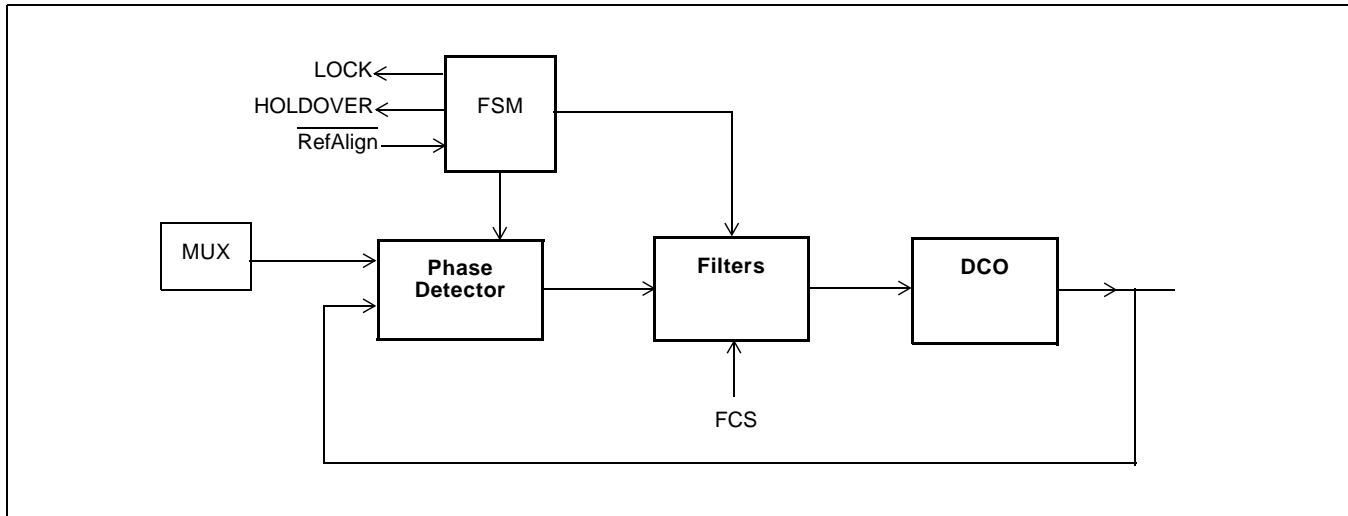 LOCK
HOLDOVER
RefAlign
FSM
MUX
Phase
Detector
Filters
DCO
FCS